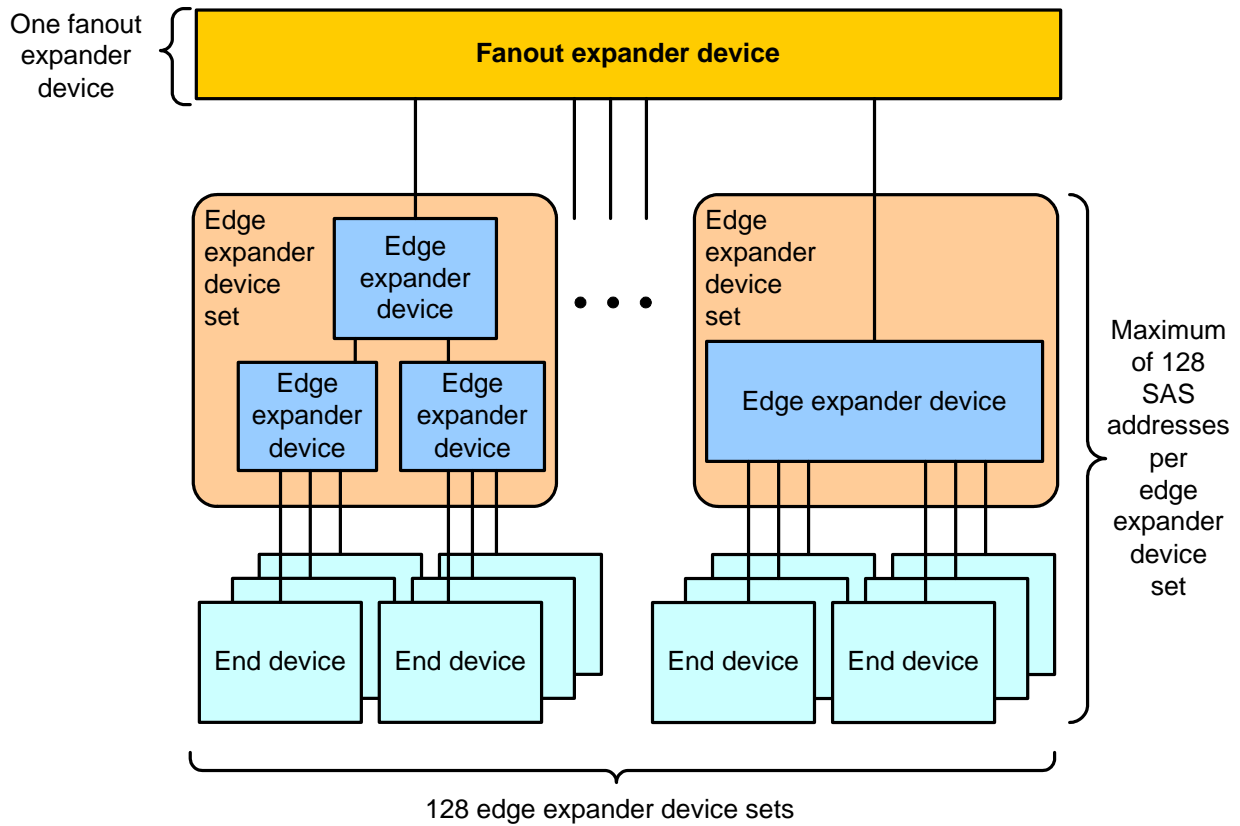 One fanout
expander
device
Fanout expander device
Edge
expander
device
set
Edge
expander
device
Edge
expander
device
Edge
expander
device
Edge
expander
device
set
Edge expander device
Maximum
of 128
SAS
addresses
per
edge
expander
device
set
End device
End device
End device
End device
128 edge expander device sets